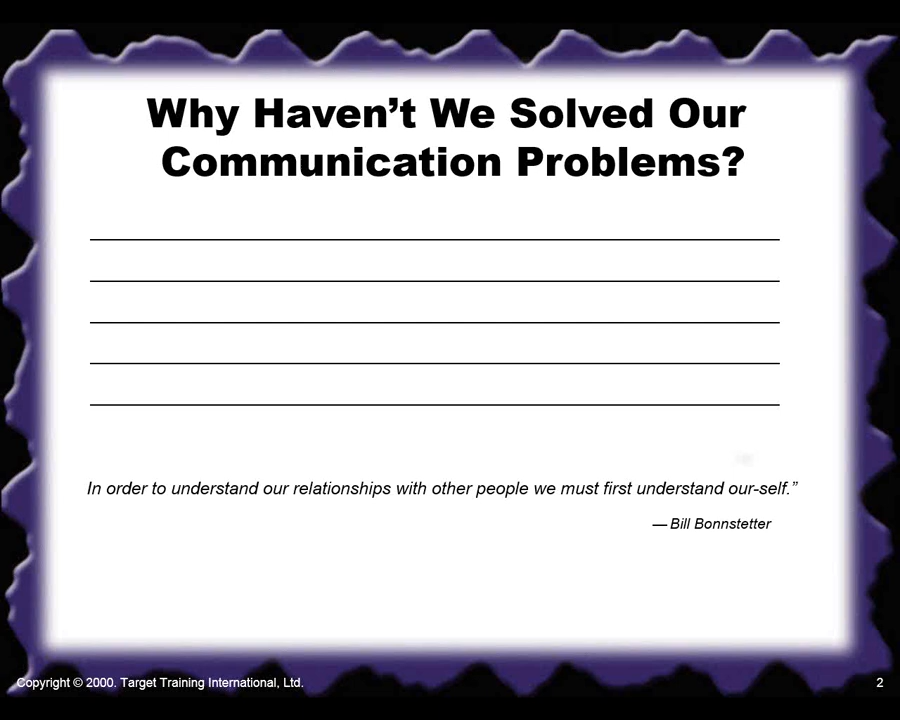 Why Haven’t We Solved Our
Communication Problems?
In order to understand our relationships with other people we must first understand our-self.”
— Bill Bonnstetter
Copyright © 2000. Target Training International, Ltd.
2